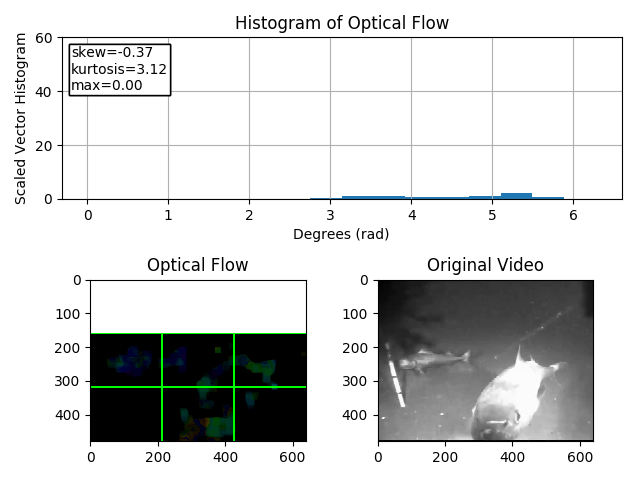 Histogram of Optical Flow
Scaled Vector Histogram
60
40
20
0
skew=-0.37
kurtosis=3.12
max=0.00
0 1 2 3 4 5 6
Degrees (rad)
Optical Flow
0
100
200
300
400
0 200 400 600
Original Video
0
100
200
300
400
0 200 400 600